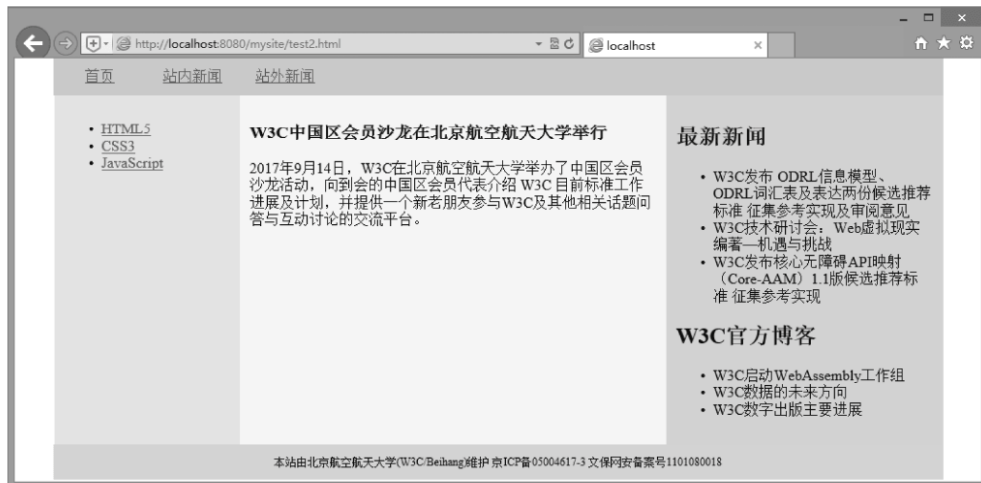 http://localhost:8080/mysite/test2.html
localhost
首页 站内新闻 站外新闻
• HTML5
• CSS3
• JavaScript
W3C中国区会员沙龙在北京航空航天大学举行
2017年9月14日，W3C在北京航空航天大学举办了中国区会员
沙龙活动，向到会的中国区会员代表介绍 W3C 目前标准工作
进展及计划，并提供一个新老朋友参与W3C及其他相关话题问
答与互动讨论的交流平台。
最新新闻
• W3C发布 ODRL信息模型、
ODRL词汇表及表达两份候选推荐
标准 征集参考实现及审阅意见
• W3C技术研讨会：Web虚拟现实
编著—机遇与挑战
• W3C发布核心无障碍API映射
（Core-AAM）1.1版候选推荐标
准 征集参考实现
W3C官方博客
• W3C启动WebAssembly工作组
• W3C数据的未来方向
• W3C数字出版主要进展
本站由北京航空航天大学(W3C/Beihang)维护 京ICP备05004617-3 文保网安备案号1101080018